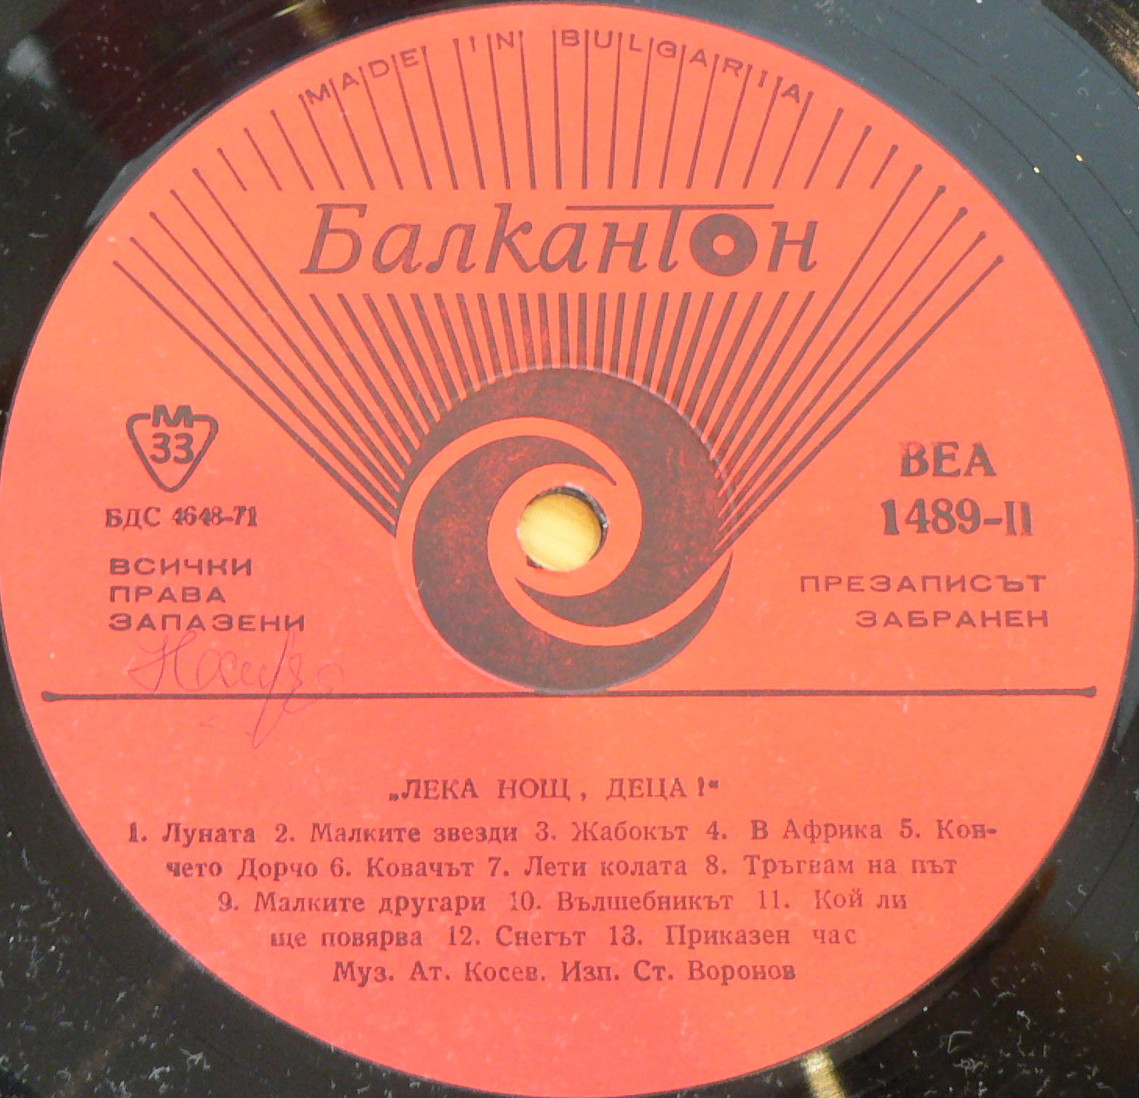 MADE IN BULGARIA
Балкантон
М
33
БДС 4648-71
ВСИЧКИ
ПРАВА
ЗАПАЗЕНИ
ВЕА
1489-II
ПРЕЗАПИСЪТ
ЗАБРАНЕН
„ЛЕКА НОЩ, ДЕЦА!“
1. Луната 2. Малките звезди 3. Жабокът 4. В Африка 5. Кон-
чето Дорчо 6. Ковачът 7. Лети колата 8. Тръгвам на път
9. Малките другари 10. Вълшебникът 11. Кой ли
ще повярва 12. Снегът 13. Приказен час
Муз. Ат. Косев. Изп. Ст. Воронов